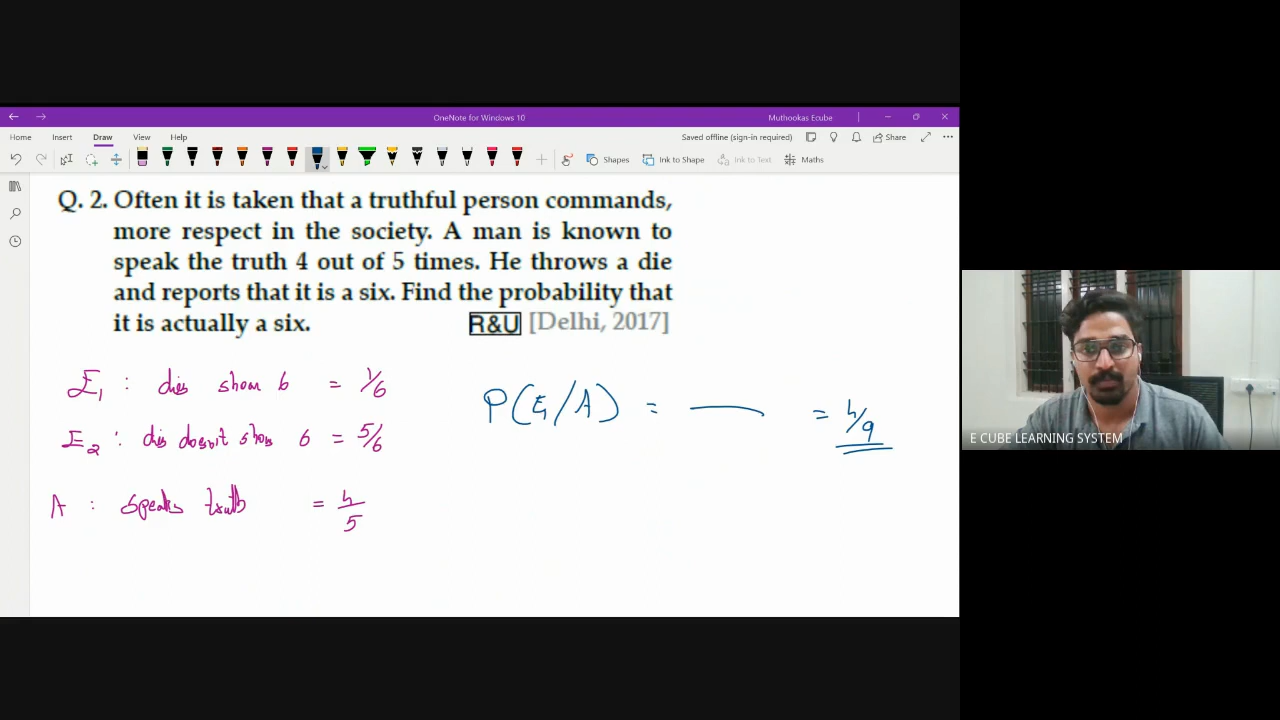 OneNote for Windows 10
Muthookas Ecube
Home Insert Draw View Help
Saved offline (sign-in required)
Share
Shapes
Ink to Shape
Ink to Text
Maths
Q. 2. Often it is taken that a truthful person commands,
more respect in the society. A man is known to
speak the truth 4 out of 5 times. He throws a die
and reports that it is a six. Find the probability that
it is actually a six.
R&U [Delhi, 2017]
E1 : dies show 6 = 1/6
E2 : dies doesn't show 6 = 5/6
A : speaks truth = 4/5
P(E1/A) = = 4/9
E CUBE LEARNING SYSTEM